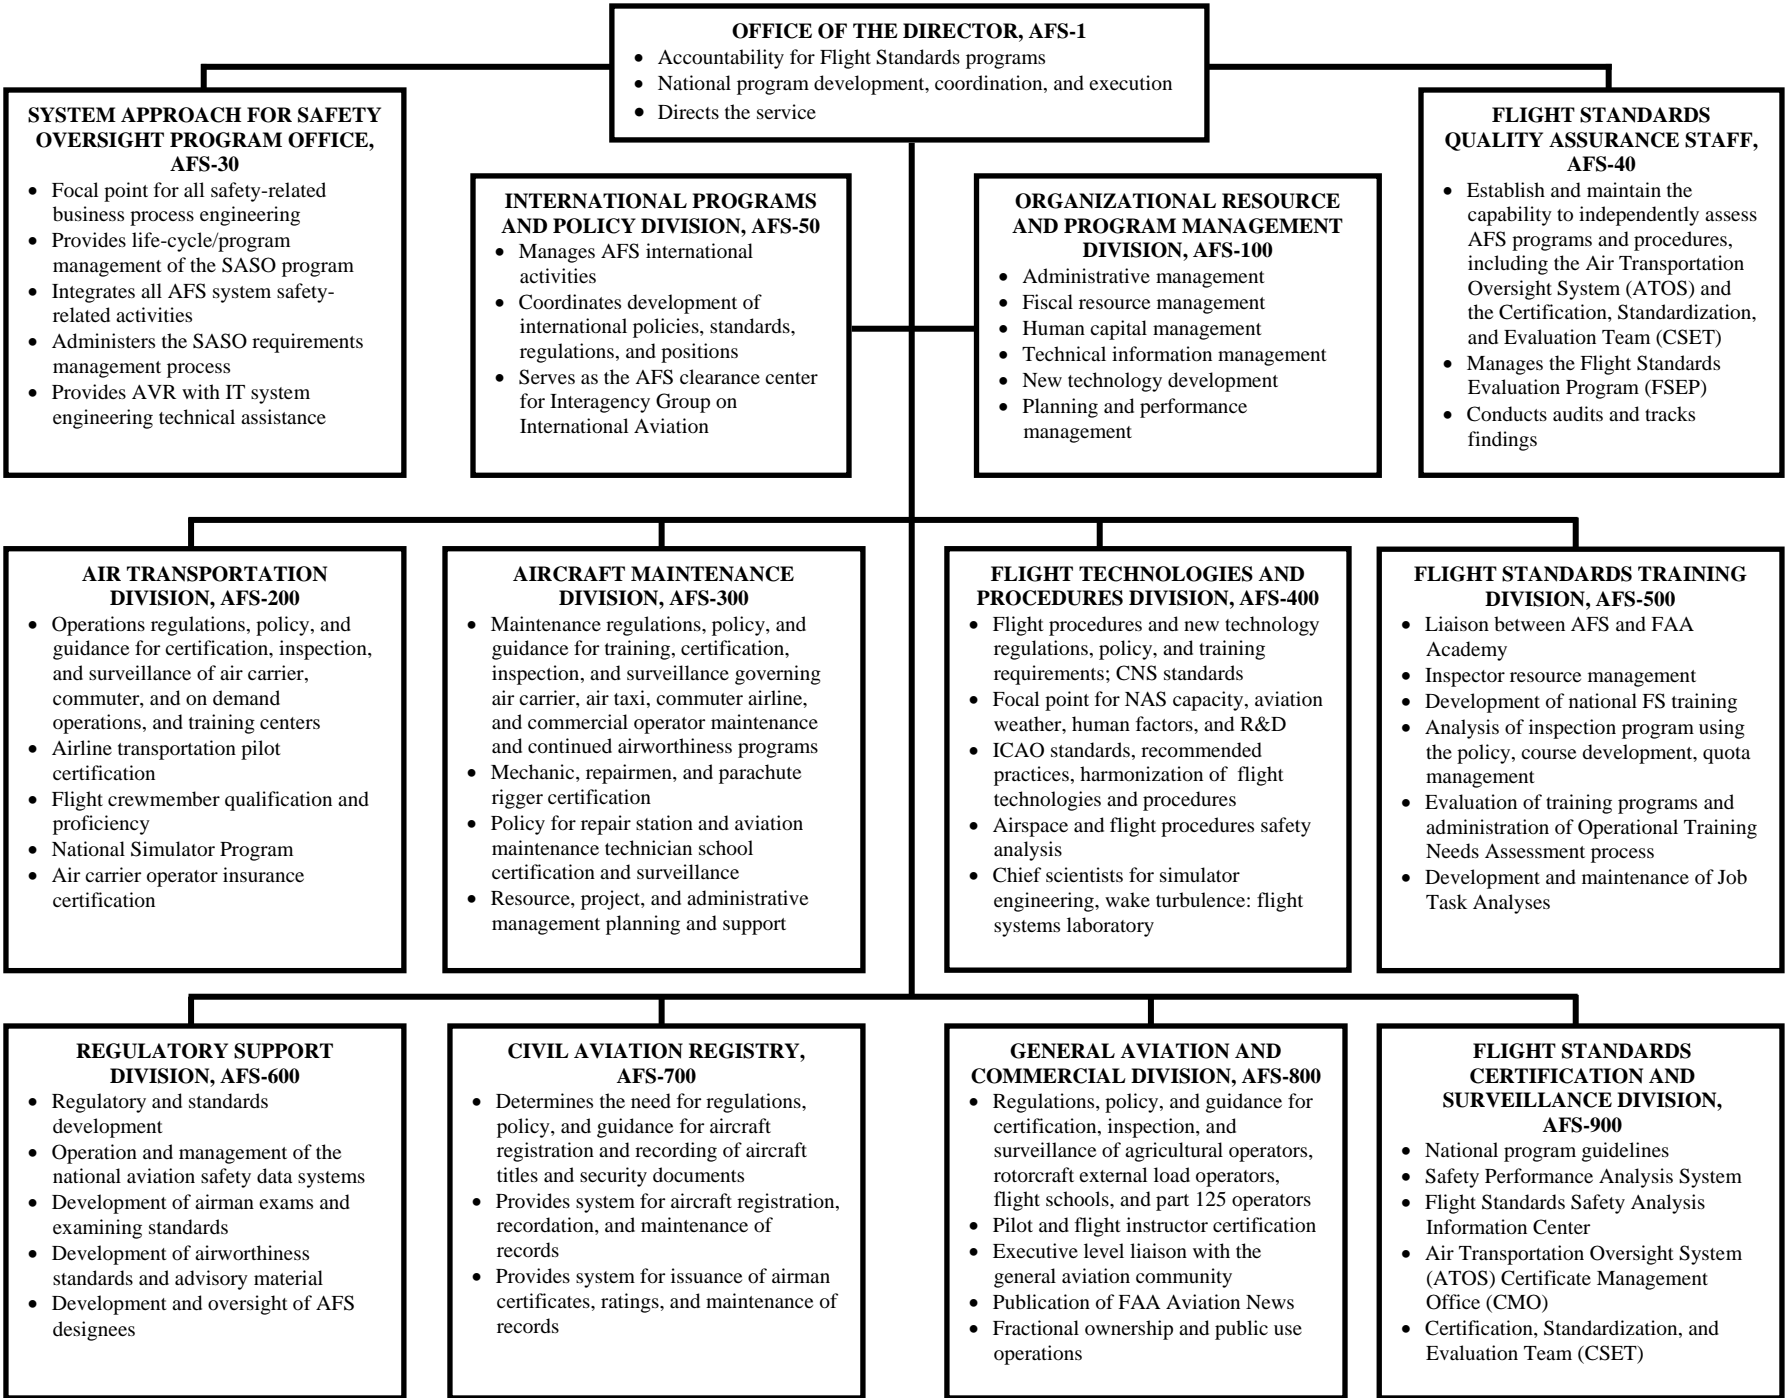 OFFICE OF THE DIRECTOR, AFS-1
• Accountability for Flight Standards programs
• National program development, coordination, and execution
• Directs the service
SYSTEM APPROACH FOR SAFETY
OVERSIGHT PROGRAM OFFICE,
AFS-30
• Focal point for all safety-related
business process engineering
• Provides life-cycle/program
management of the SASO program
• Integrates all AFS system safety-
related activities
• Administers the SASO requirements
management process
• Provides AVR with IT system
engineering technical assistance
INTERNATIONAL PROGRAMS
AND POLICY DIVISION, AFS-50
• Manages AFS international
activities
• Coordinates development of
international policies, standards,
regulations, and positions
• Serves as the AFS clearance center
for Interagency Group on
International Aviation
ORGANIZATIONAL RESOURCE
AND PROGRAM MANAGEMENT
DIVISION, AFS-100
• Administrative management
• Fiscal resource management
• Human capital management
• Technical information management
• New technology development
• Planning and performance
management
FLIGHT STANDARDS
QUALITY ASSURANCE STAFF,
AFS-40
• Establish and maintain the
capability to independently assess
AFS programs and procedures,
including the Air Transportation
Oversight System (ATOS) and
the Certification, Standardization,
and Evaluation Team (CSET)
• Manages the Flight Standards
Evaluation Program (FSEP)
• Conducts audits and tracks
findings
AIR TRANSPORTATION
DIVISION, AFS-200
• Operations regulations, policy, and
guidance for certification, inspection,
and surveillance of air carrier,
commuter, and on demand
operations, and training centers
• Airline transportation pilot
certification
• Flight crewmember qualification and
proficiency
• National Simulator Program
• Air carrier operator insurance
certification
AIRCRAFT MAINTENANCE
DIVISION, AFS-300
• Maintenance regulations, policy, and
guidance for training, certification,
inspection, and surveillance governing
air carrier, air taxi, commuter airline,
and commercial operator maintenance
and continued airworthiness programs
• Mechanic, repairmen, and parachute
rigger certification
• Policy for repair station and aviation
maintenance technician school
certification and surveillance
• Resource, project, and administrative
management planning and support
FLIGHT TECHNOLOGIES AND
PROCEDURES DIVISION, AFS-400
• Flight procedures and new technology
regulations, policy, and training
requirements; CNS standards
• Focal point for NAS capacity, aviation
weather, human factors, and R&D
• ICAO standards, recommended
practices, harmonization of flight
technologies and procedures
• Airspace and flight procedures safety
analysis
• Chief scientists for simulator
engineering, wake turbulence: flight
systems laboratory
FLIGHT STANDARDS TRAINING
DIVISION, AFS-500
• Liaison between AFS and FAA
Academy
• Inspector resource management
• Development of national FS training
• Analysis of inspection program using
the policy, course development, quota
management
• Evaluation of training programs and
administration of Operational Training
Needs Assessment process
• Development and maintenance of Job
Task Analyses
REGULATORY SUPPORT
DIVISION, AFS-600
• Regulatory and standards
development
• Operation and management of the
national aviation safety data systems
• Development of airman exams and
examining standards
• Development of airworthiness
standards and advisory material
• Development and oversight of AFS
designees
CIVIL AVIATION REGISTRY,
AFS-700
• Determines the need for regulations,
policy, and guidance for aircraft
registration and recording of aircraft
titles and security documents
• Provides system for aircraft registration,
recordation, and maintenance of
records
• Provides system for issuance of airman
certificates, ratings, and maintenance of
records
GENERAL AVIATION AND
COMMERCIAL DIVISION, AFS-800
• Regulations, policy, and guidance for
certification, inspection, and
surveillance of agricultural operators,
rotorcraft external load operators,
flight schools, and part 125 operators
• Pilot and flight instructor certification
• Executive level liaison with the
general aviation community
• Publication of FAA Aviation News
• Fractional ownership and public use
operations
FLIGHT STANDARDS
CERTIFICATION AND
SURVEILLANCE DIVISION,
AFS-900
• National program guidelines
• Safety Performance Analysis System
• Flight Standards Safety Analysis
Information Center
• Air Transportation Oversight System
(ATOS) Certificate Management
Office (CMO)
• Certification, Standardization, and
Evaluation Team (CSET)